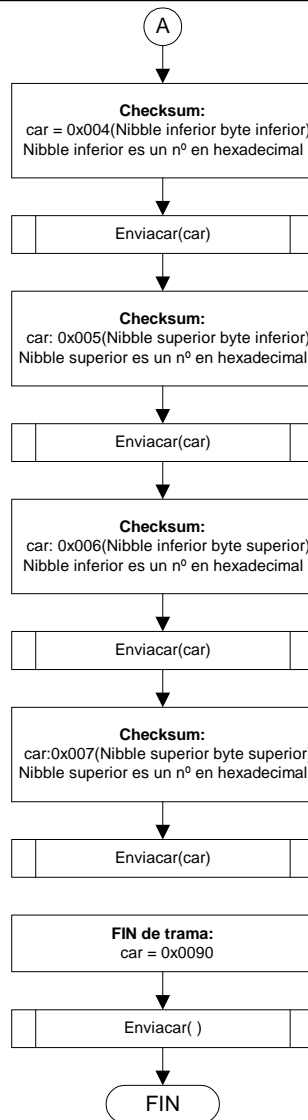 A
Checksum:
car = 0x004(Nibble inferior byte inferior)
Nibble inferior es un nº en hexadecimal
Enviacar(car)
Checksum:
car: 0x005(Nibble superior byte inferior)
Nibble superior es un nº en hexadecimal
Enviacar(car)
Checksum:
car: 0x006(Nibble inferior byte superior)
Nibble inferior es un nº en hexadecimal
Enviacar(car)
Checksum:
car:0x007(Nibble superior byte superior)
Nibble superior es un nº en hexadecimal
Enviacar(car)
FIN de trama:
car = 0x0090
Enviacar( )
FIN